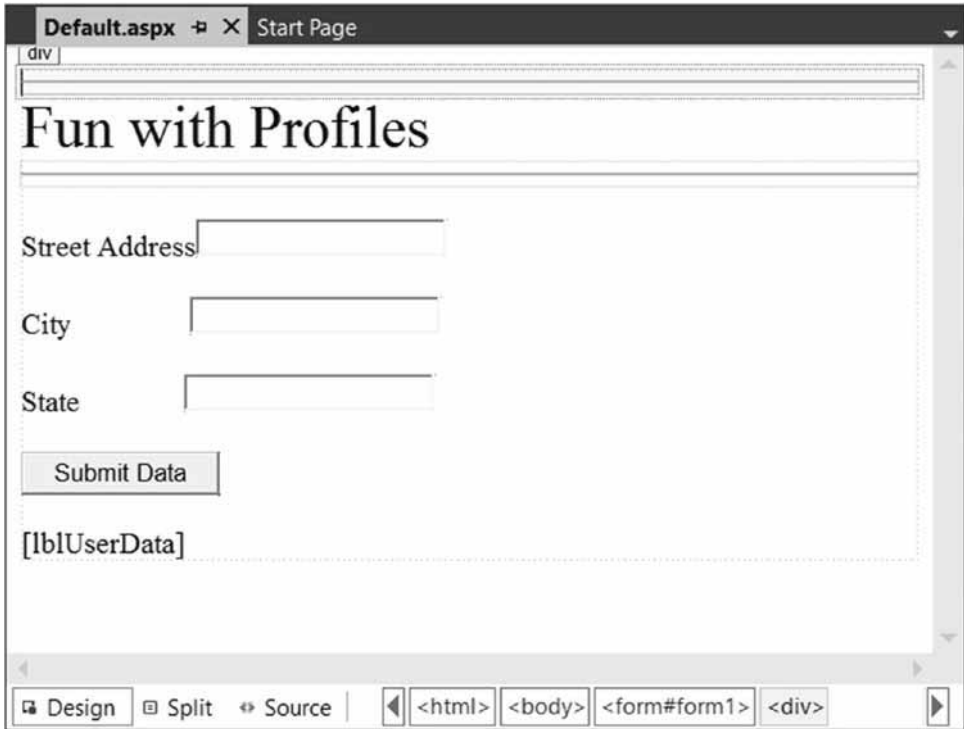 Default.aspx Start Page
div
Fun with Profiles
Street Address
City
State
Submit Data
[lblUserData]
Design Split Source <html> <body> <form#form1> <div>